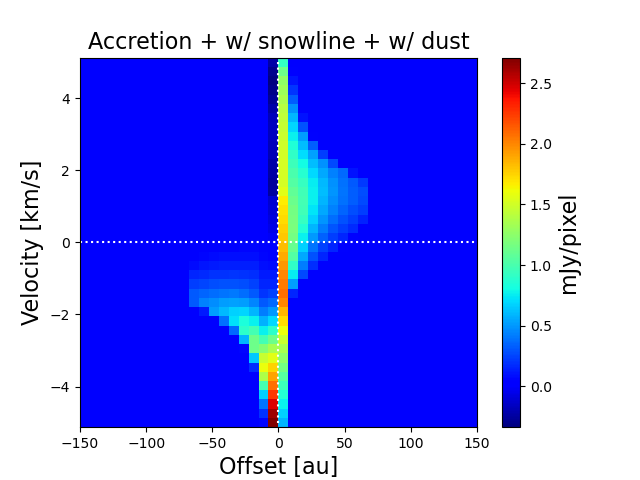 Accretion + w/ snowline + w/ dust
Velocity [km/s]
4
2
0
−2
−4
−150 −100 −50 0 50 100 150
Offset [au]
2.5
2.0
1.5
1.0
0.5
0.0
mJy/pixel